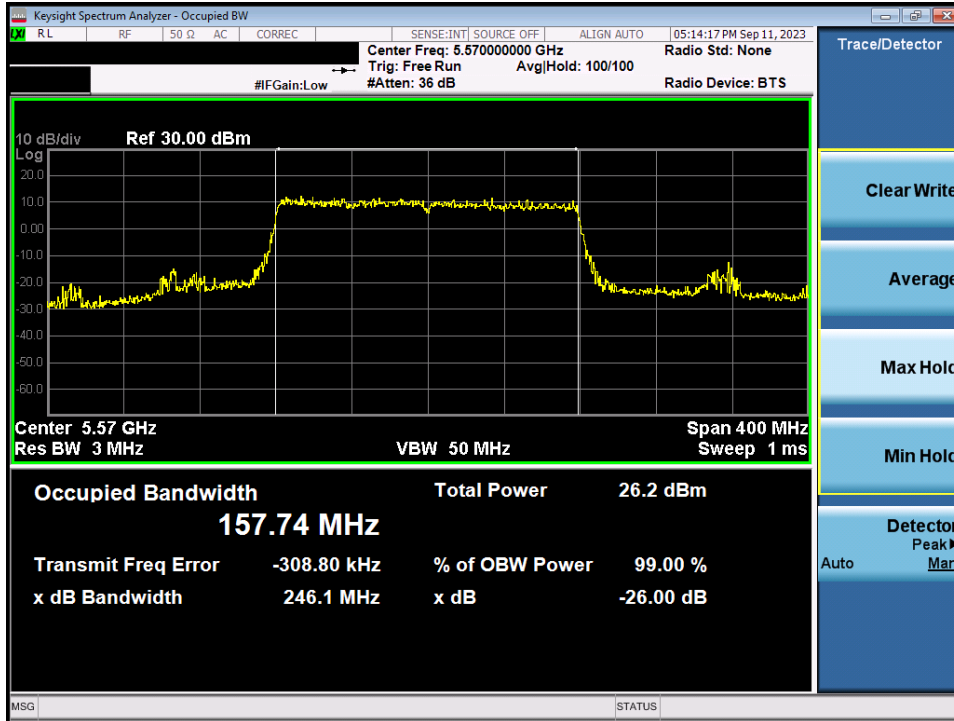 Keysight Spectrum Analyzer - Occupied BW
LXI RL RF 50 Ω AC CORREC SENSE:INT SOURCE OFF ALIGN AUTO 05:14:17 PM Sep 11, 2023
Center Freq: 5.570000000 GHz Radio Std: None
Trig: Free Run Avg|Hold: 100/100
#IFGain:Low #Atten: 36 dB Radio Device: BTS
10 dB/div Ref 30.00 dBm
Log
20.0
10.0
0.00
-10.0
-20.0
-30.0
-40.0
-50.0
-60.0
Center 5.57 GHz Span 400 MHz
Res BW 3 MHz VBW 50 MHz Sweep 1 ms
Occupied Bandwidth Total Power 26.2 dBm
157.74 MHz
Transmit Freq Error -308.80 kHz % of OBW Power 99.00 %
x dB Bandwidth 246.1 MHz x dB -26.00 dB
MSG STATUS
Trace/Detector
Clear Write
Average
Max Hold
Min Hold
Detector
Peak
Auto Man